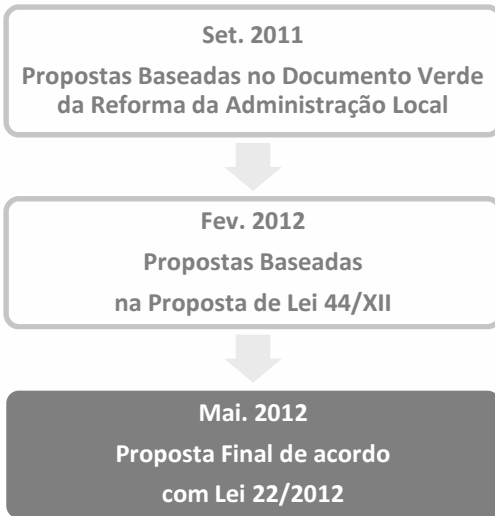 Set. 2011
Propostas Baseadas no Documento Verde
da Reforma da Administração Local
Fev. 2012
Propostas Baseadas
na Proposta de Lei 44/XII
Mai. 2012
Proposta Final de acordo
com Lei 22/2012